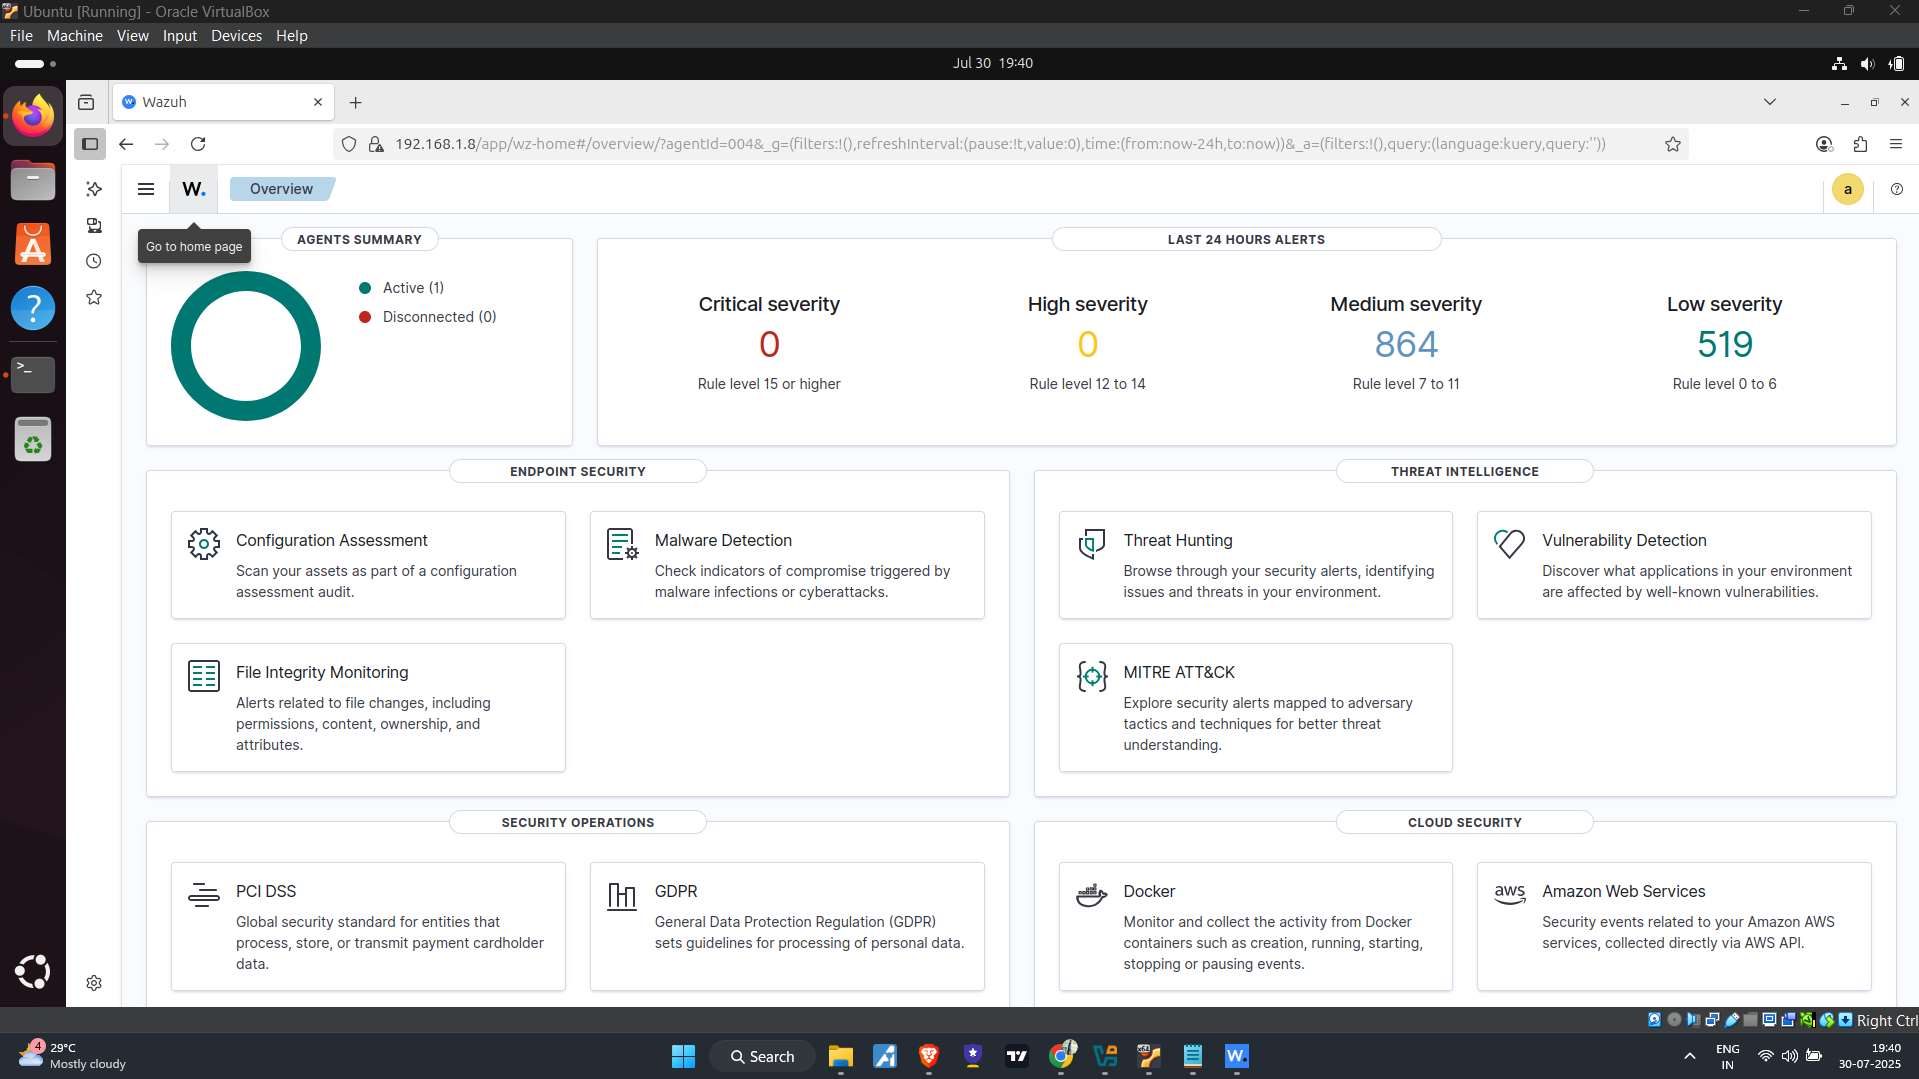 Ubuntu [Running] - Oracle VirtualBox
File Machine View Input Devices Help
Jul 30 19:40
Wazuh
192.168.1.8/app/wz-home#/overview/?agentId=004&_g=(filters:!(),refreshInterval:(pause:!t,value:0),time:(from:now-24h,to:now))&_a=(filters:!(),query:(language:kuery,query:''))
W.
Overview
a
Go to home page
AGENTS SUMMARY
Active (1)
Disconnected (0)
LAST 24 HOURS ALERTS
Critical severity
0
Rule level 15 or higher
High severity
0
Rule level 12 to 14
Medium severity
864
Rule level 7 to 11
Low severity
519
Rule level 0 to 6
ENDPOINT SECURITY
Configuration Assessment
Scan your assets as part of a configuration
assessment audit.
Malware Detection
Check indicators of compromise triggered by
malware infections or cyberattacks.
File Integrity Monitoring
Alerts related to file changes, including
permissions, content, ownership, and
attributes.
THREAT INTELLIGENCE
Threat Hunting
Browse through your security alerts, identifying
issues and threats in your environment.
Vulnerability Detection
Discover what applications in your environment
are affected by well-known vulnerabilities.
MITRE ATT&CK
Explore security alerts mapped to adversary
tactics and techniques for better threat
understanding.
SECURITY OPERATIONS
PCI DSS
Global security standard for entities that
process, store, or transmit payment cardholder
data.
GDPR
General Data Protection Regulation (GDPR)
sets guidelines for processing of personal data.
CLOUD SECURITY
Docker
Monitor and collect the activity from Docker
containers such as creation, running, starting,
stopping or pausing events.
aws
Amazon Web Services
Security events related to your Amazon AWS
services, collected directly via AWS API.
Right Ctrl
4
29°C
Mostly cloudy
Search
W.
ENG
IN
19:40
30-07-2025